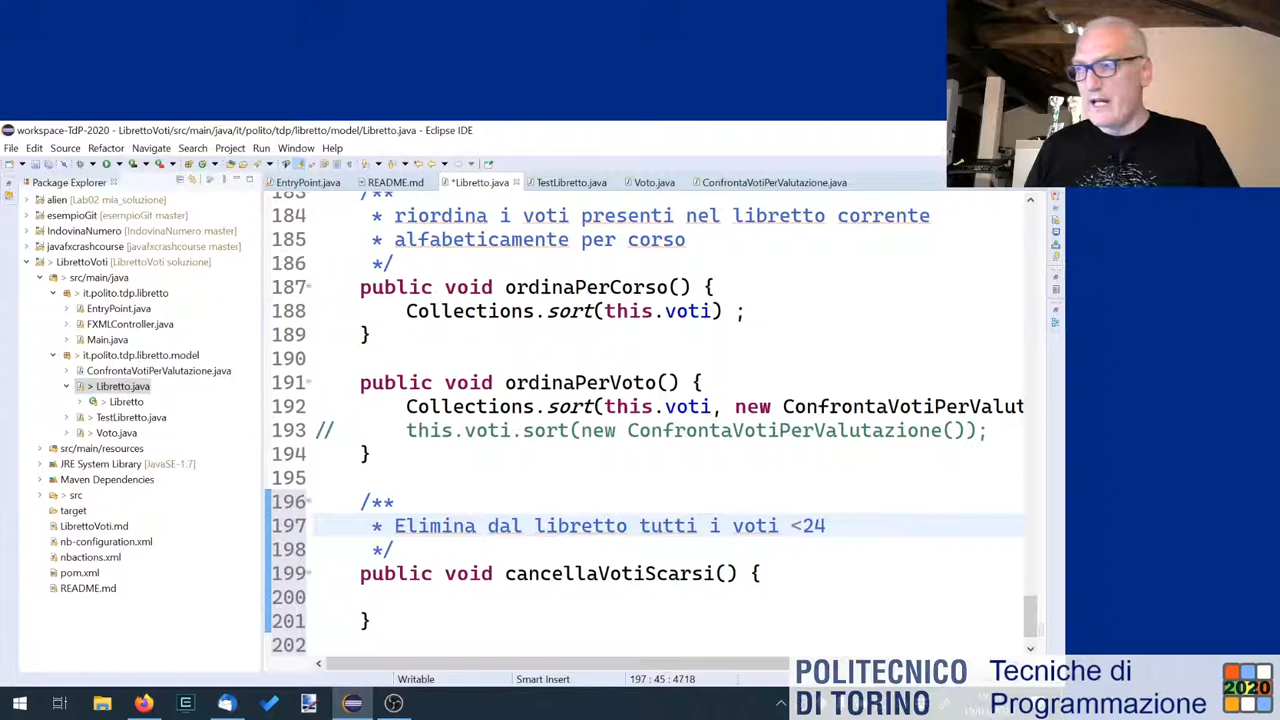 workspace-TdP-2020 - LibrettoVoti/src/main/java/it/polito/tdp/libretto/model/Libretto.java - Eclipse IDE
File Edit Source Refactor Navigate Search Project Run Window Help
Package Explorer
EntryPoint.java README.md *Libretto.java TestLibretto.java Voto.java ConfrontaVotiPerValutazione.java
alien [Lab02 mia_soluzione]
esempioGit [esempioGit master]
IndovinaNumero [IndovinaNumero master]
javafxcrashcourse [javafxcrashcourse master]
> LibrettoVoti [LibrettoVoti soluzione]
> src/main/java
> it.polito.tdp.libretto
EntryPoint.java
FXMLController.java
Main.java
> it.polito.tdp.libretto.model
ConfrontaVotiPerValutazione.java
> Libretto.java
> Libretto
TestLibretto.java
> Voto.java
src/main/resources
JRE System Library [JavaSE-1.7]
Maven Dependencies
> src
target
LibrettoVoti.md
nb-configuration.xml
nbactions.xml
pom.xml
README.md
183 /**
184 * riordina i voti presenti nel libretto corrente
185 * alfabeticamente per corso
186 */
187 public void ordinaPerCorso() {
188 Collections.sort(this.voti) ;
189 }
190
191 public void ordinaPerVoto() {
192 Collections.sort(this.voti, new ConfrontaVotiPerValut
193 // this.voti.sort(new ConfrontaVotiPerValutazione());
194 }
195
196 /**
197 * Elimina dal libretto tutti i voti <24
198 */
199 public void cancellaVotiScarsi() {
200
201 }
202
Writable Smart Insert 197 : 45 : 4718
POLITECNICO
DI TORINO
Tecniche di
Programmazione
2020